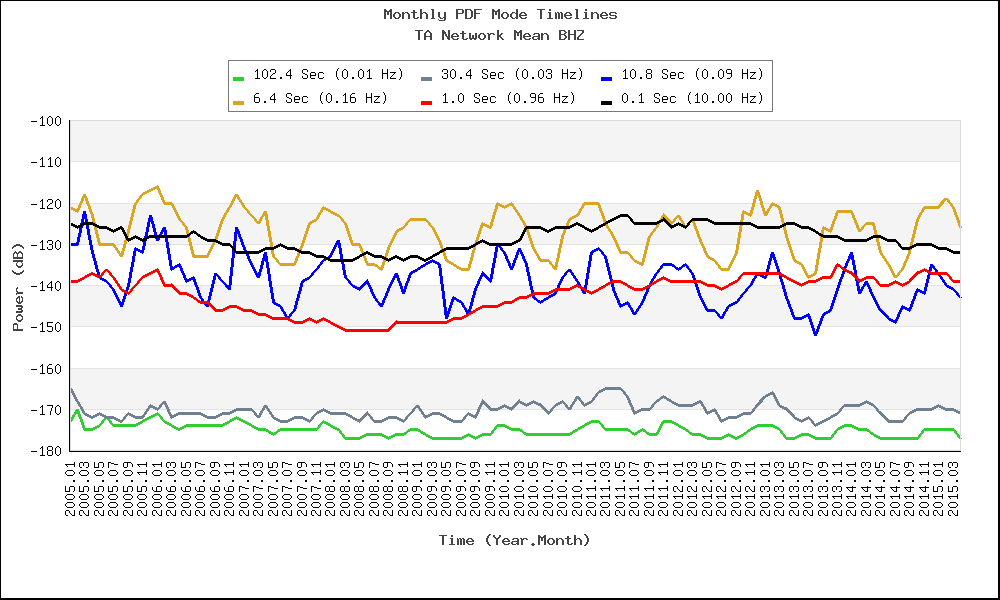 Monthly PDF Mode Timelines
TA Network Mean BHZ
102.4 Sec (0.01 Hz) 30.4 Sec (0.03 Hz) 10.8 Sec (0.09 Hz)
6.4 Sec (0.16 Hz) 1.0 Sec (0.96 Hz) 0.1 Sec (10.00 Hz)
Power (dB)
-100
-110
-120
-130
-140
-150
-160
-170
-180
2005.01 2005.03 2005.05 2005.07 2005.09 2005.11 2006.01 2006.03 2006.05 2006.07 2006.09 2006.11 2007.01 2007.03 2007.05 2007.07 2007.09 2007.11 2008.01 2008.03 2008.05 2008.07 2008.09 2008.11 2009.01 2009.03 2009.05 2009.07 2009.09 2009.11 2010.01 2010.03 2010.05 2010.07 2010.09 2010.11 2011.01 2011.03 2011.05 2011.07 2011.09 2011.11 2012.01 2012.03 2012.05 2012.07 2012.09 2012.11 2013.01 2013.03 2013.05 2013.07 2013.09 2013.11 2014.01 2014.03 2014.05 2014.07 2014.09 2014.11 2015.01 2015.03
Time (Year.Month)